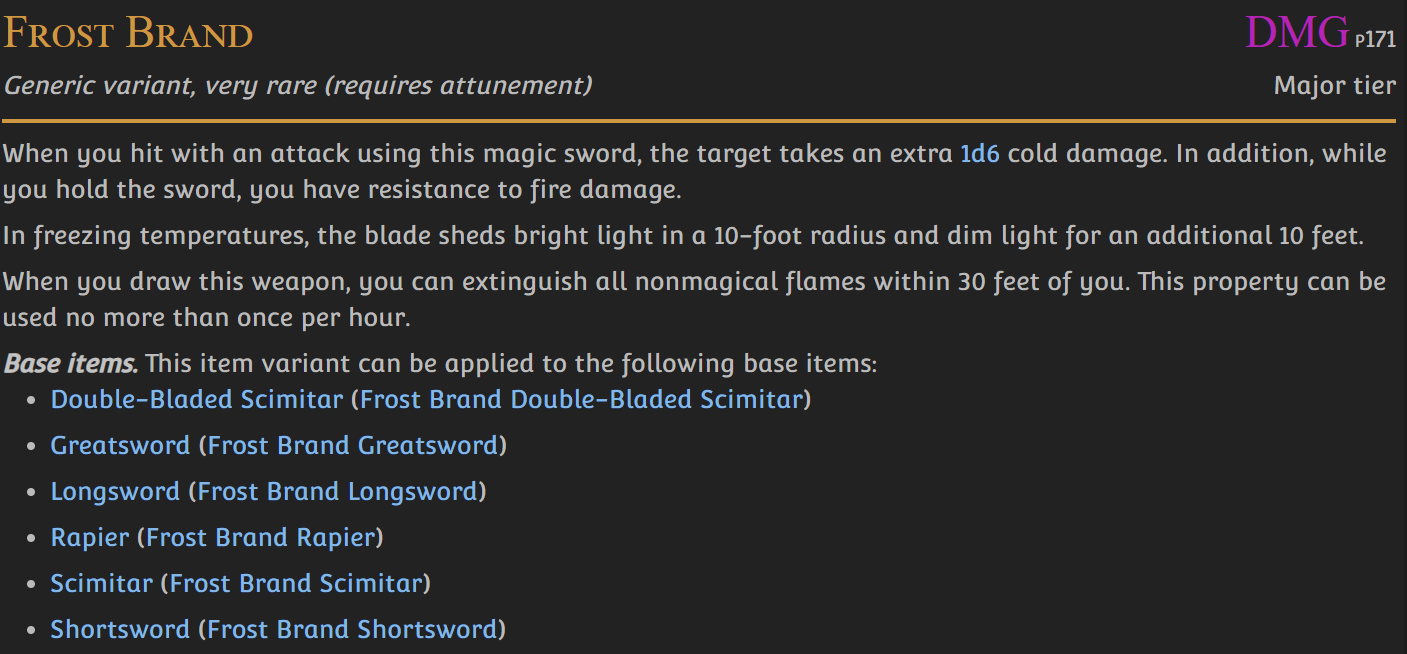 Frost Brand DMG p171
Generic variant, very rare (requires attunement) Major tier
When you hit with an attack using this magic sword, the target takes an extra 1d6 cold damage. In addition, while
you hold the sword, you have resistance to fire damage.
In freezing temperatures, the blade sheds bright light in a 10-foot radius and dim light for an additional 10 feet.
When you draw this weapon, you can extinguish all nonmagical flames within 30 feet of you. This property can be
used no more than once per hour.
Base items. This item variant can be applied to the following base items:
• Double-Bladed Scimitar (Frost Brand Double-Bladed Scimitar)
• Greatsword (Frost Brand Greatsword)
• Longsword (Frost Brand Longsword)
• Rapier (Frost Brand Rapier)
• Scimitar (Frost Brand Scimitar)
• Shortsword (Frost Brand Shortsword)